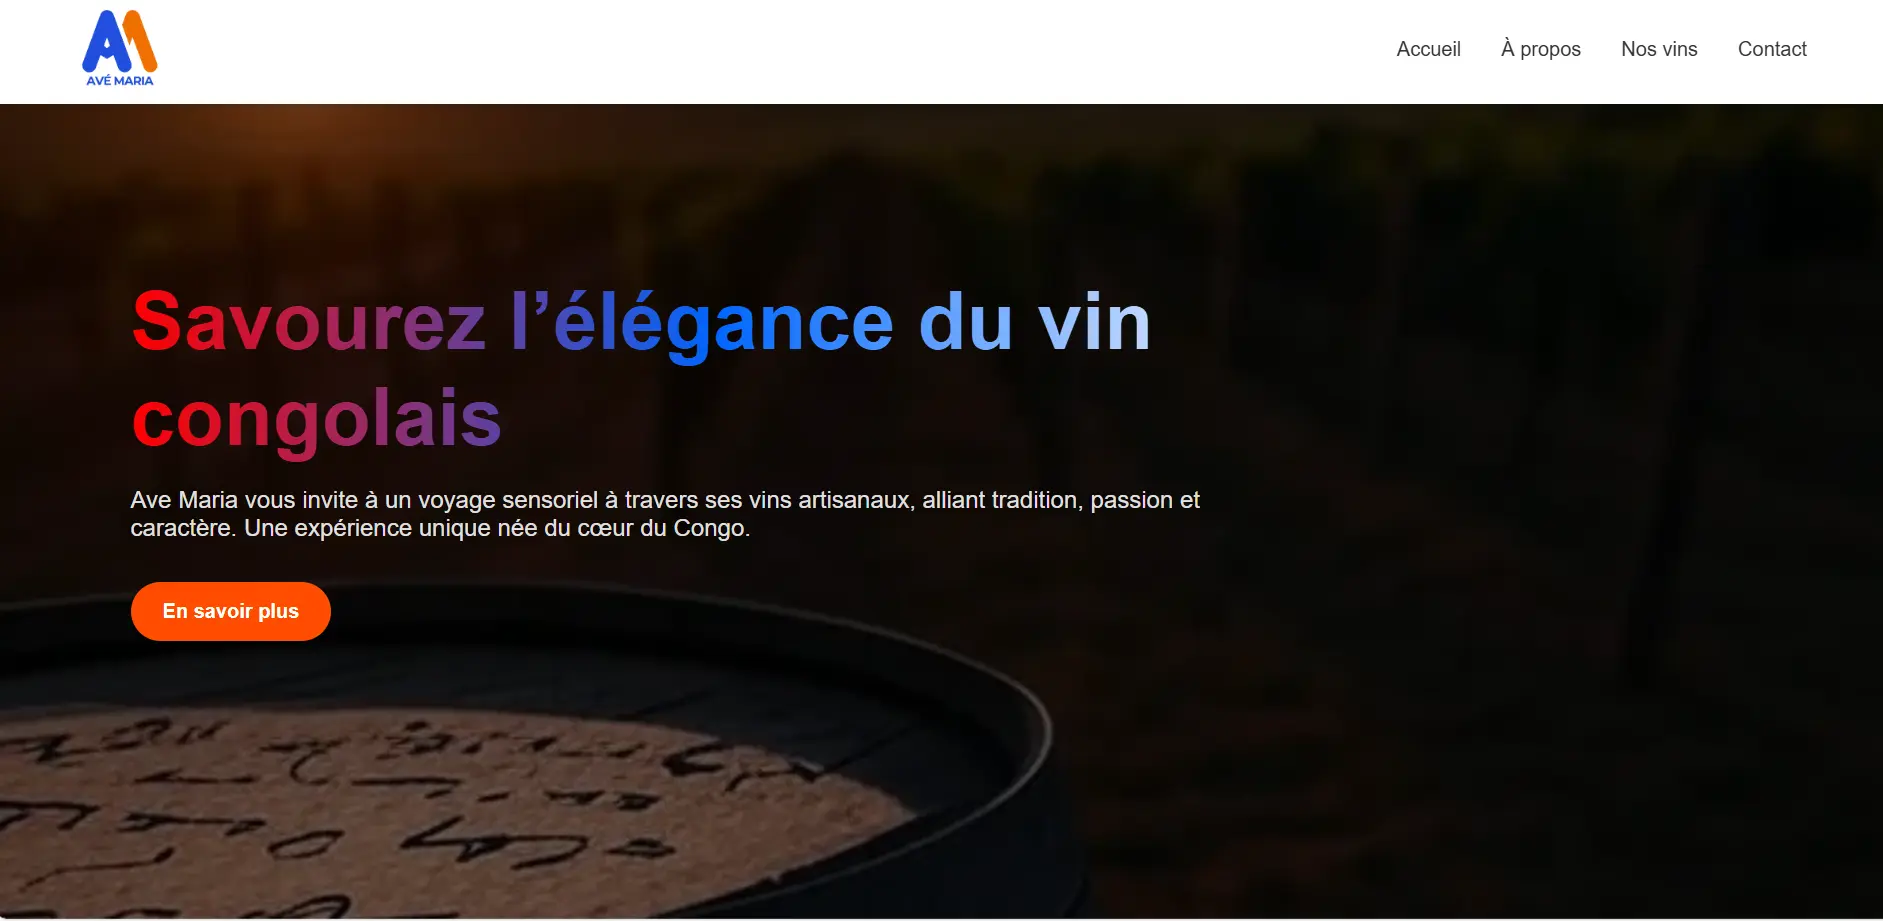 AVÉ MARIA
Accueil
À propos
Nos vins
Contact
Savourez l’élégance du vin
congolais
Ave Maria vous invite à un voyage sensoriel à travers ses vins artisanaux, alliant tradition, passion et
caractère. Une expérience unique née du cœur du Congo.
En savoir plus